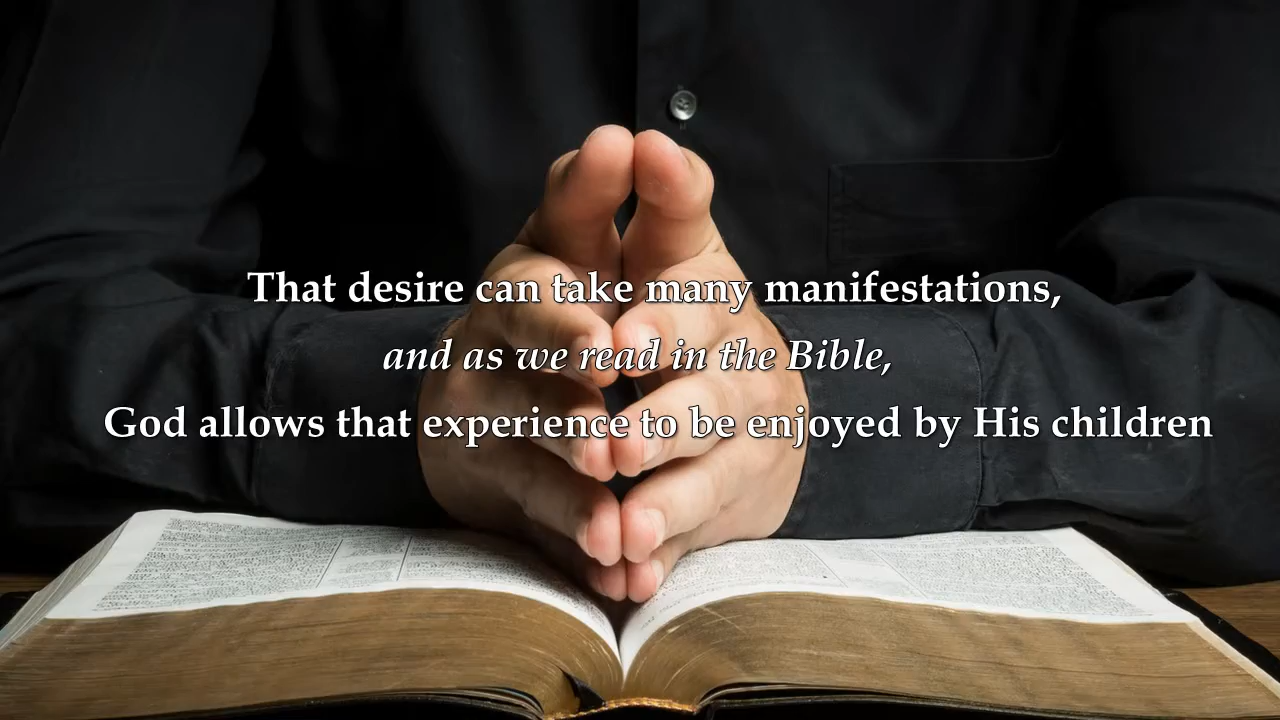 That desire can take many manifestations,
and as we read in the Bible,
God allows that experience to be enjoyed by His children